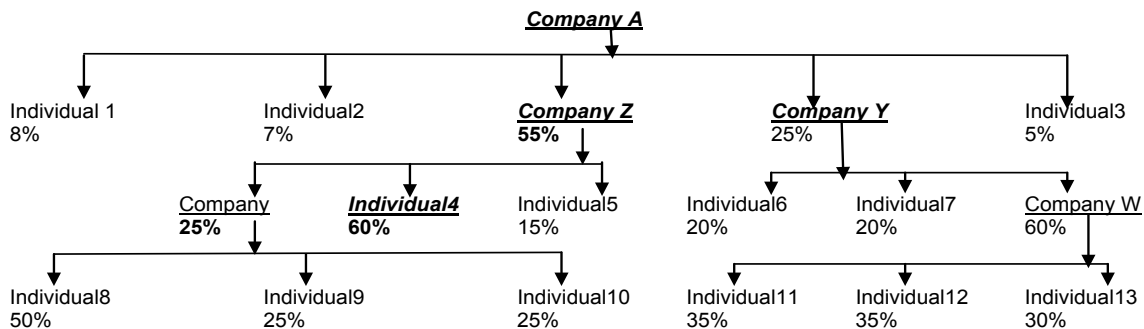 Company A
Individual 1 Individual2 Company Z Company Y Individual3
8% 7% 55% 25% 5%
Company Individual4 Individual5 Individual6 Individual7 Company W
25% 60% 15% 20% 20% 60%
Individual8 Individual9 Individual10 Individual11 Individual12 Individual13
50% 25% 25% 35% 35% 30%